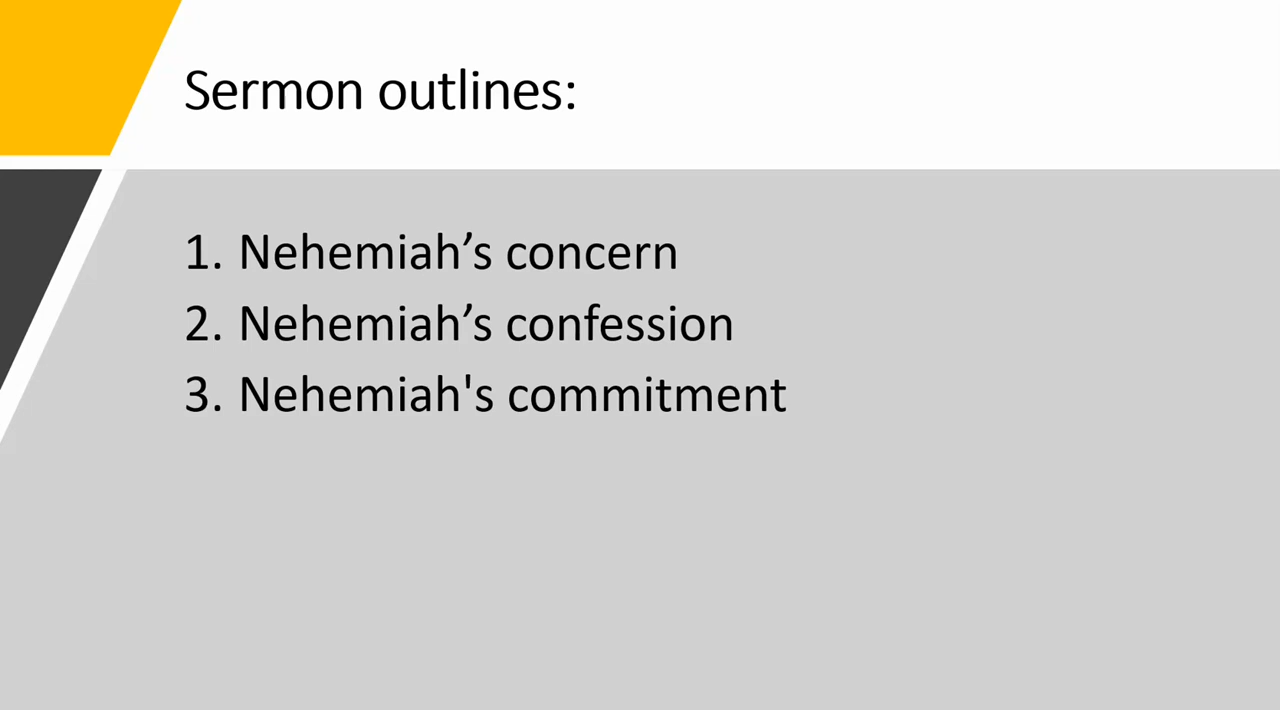 Sermon outlines:
1. Nehemiah’s concern
2. Nehemiah’s confession
3. Nehemiah's commitment